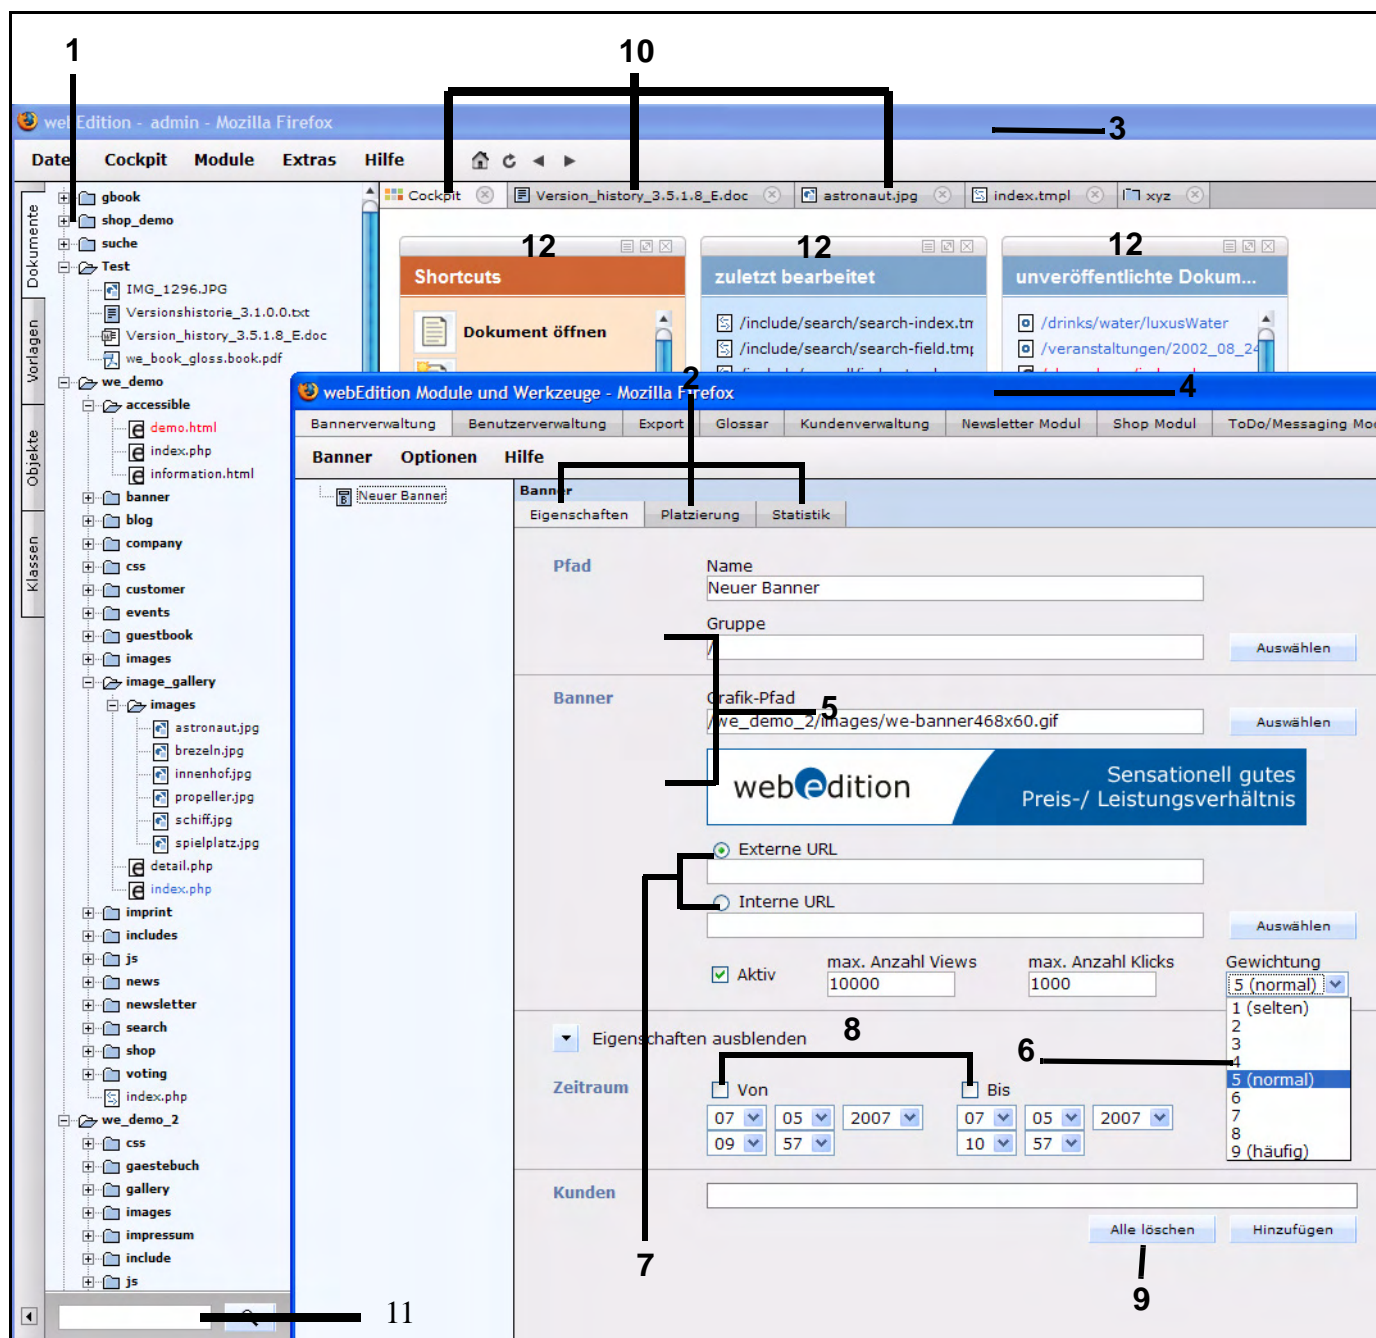 1
10
webEdition - admin - Mozilla Firefox
3
Datei Cockpit Module Extras Hilfe
Cockpit Version_history_3.5.1.8_E.doc astronaut.jpg index.tmpl xyz
Dokumente
Vorlagen
Objekte
Klassen
gbook
shop_demo
suche
Test
IMG_1296.JPG
Versionshistorie_3.1.0.0.txt
Version_history_3.5.1.8_E.doc
we_book_gloss.book.pdf
we_demo
accessible
demo.html
index.php
information.html
banner
blog
company
css
customer
events
guestbook
images
image_gallery
images
astronaut.jpg
brezeln.jpg
innenhof.jpg
propeller.jpg
schiff.jpg
spielplatz.jpg
detail.php
index.php
imprint
includes
js
news
newsletter
search
shop
voting
index.php
we_demo_2
css
gaestebuch
gallery
images
impressum
include
js
11
12 12 12
Shortcuts
Dokument öffnen
zuletzt bearbeitet
/include/search/search-index.tm
/include/search/search-field.tmp
unveröffentlichte Dokum...
/drinks/water/luxusWater
/veranstaltungen/2002_08_24
2
webEdition Module und Werkzeuge - Mozilla Firefox
4
Bannerverwaltung Benutzerverwaltung Export Glossar Kundenverwaltung Newsletter Modul Shop Modul ToDo/Messaging Mod
Banner Optionen Hilfe
Neuer Banner
Banner
Eigenschaften Platzierung Statistik
Pfad
Name
Neuer Banner
Gruppe
/
Auswählen
5
Banner
Grafik-Pfad
/we_demo_2/images/we-banner468x60.gif
Auswählen
webedition
Sensationell gutes
Preis-/ Leistungsverhältnis
Externe URL
Interne URL
Auswählen
7
Aktiv
max. Anzahl Views
10000
max. Anzahl Klicks
1000
Gewichtung
5 (normal)
1 (selten)
2
3
4
5 (normal)
6
7
8
9 (häufig)
6
Eigenschaften ausblenden
8
Zeitraum
Von Bis
07 05 2007 07 05 2007
09 57 10 57
Kunden
Alle löschen Hinzufügen
9